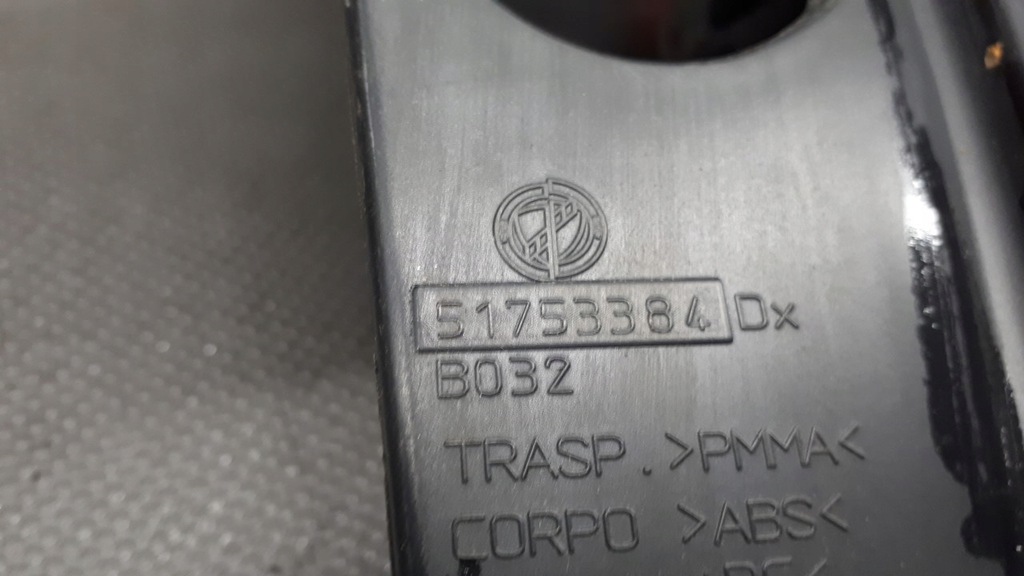 51753384 Dx
B032
TRASP. >PMMA<
CORPO >ABS<